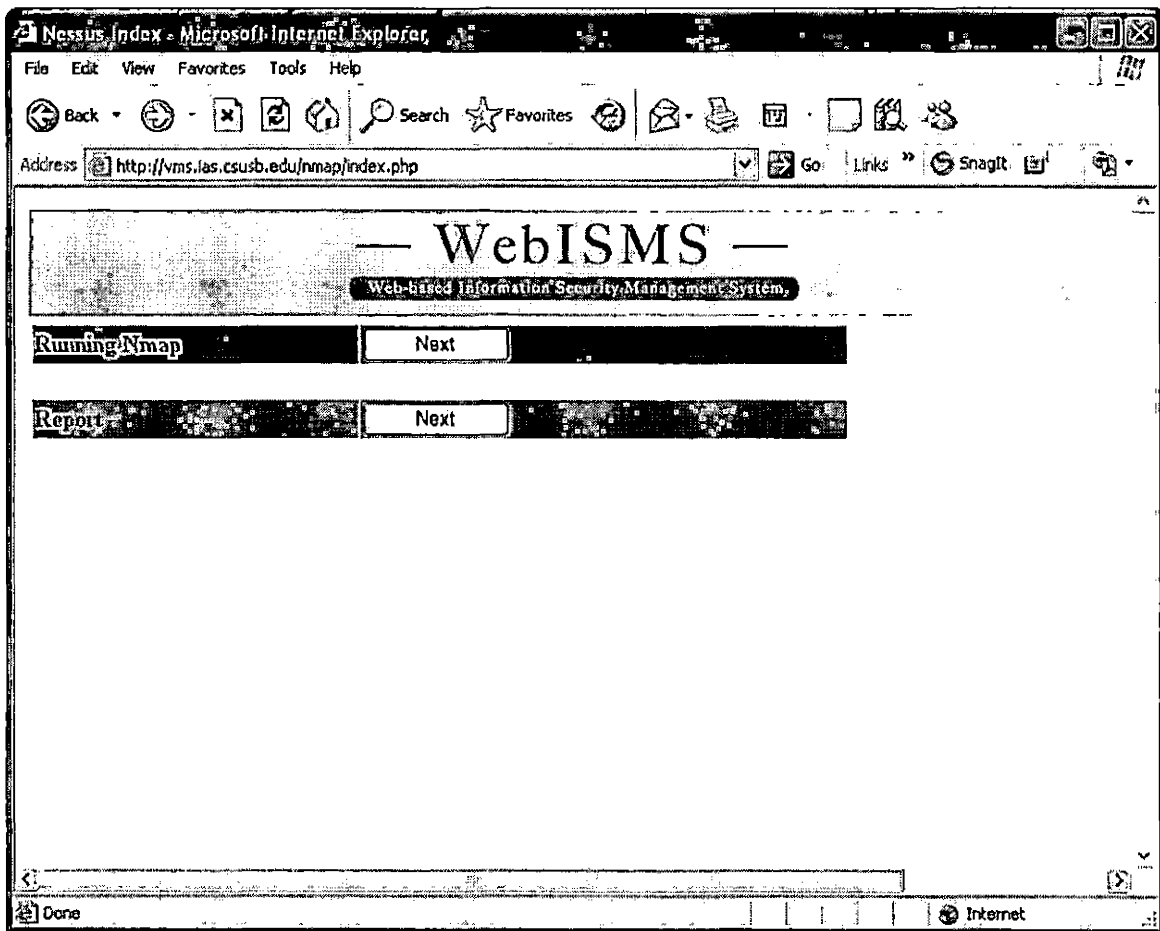 Nessus Index - Microsoft Internet Explorer
File Edit View Favorites Tools Help
Back Search Favorites
Address http://vms.ias.csusb.edu/nmap/index.php Go Links » SnagIt
— WebISMS —
Web-based Information Security Management System
Running Nmap Next
Report Next
Done Internet